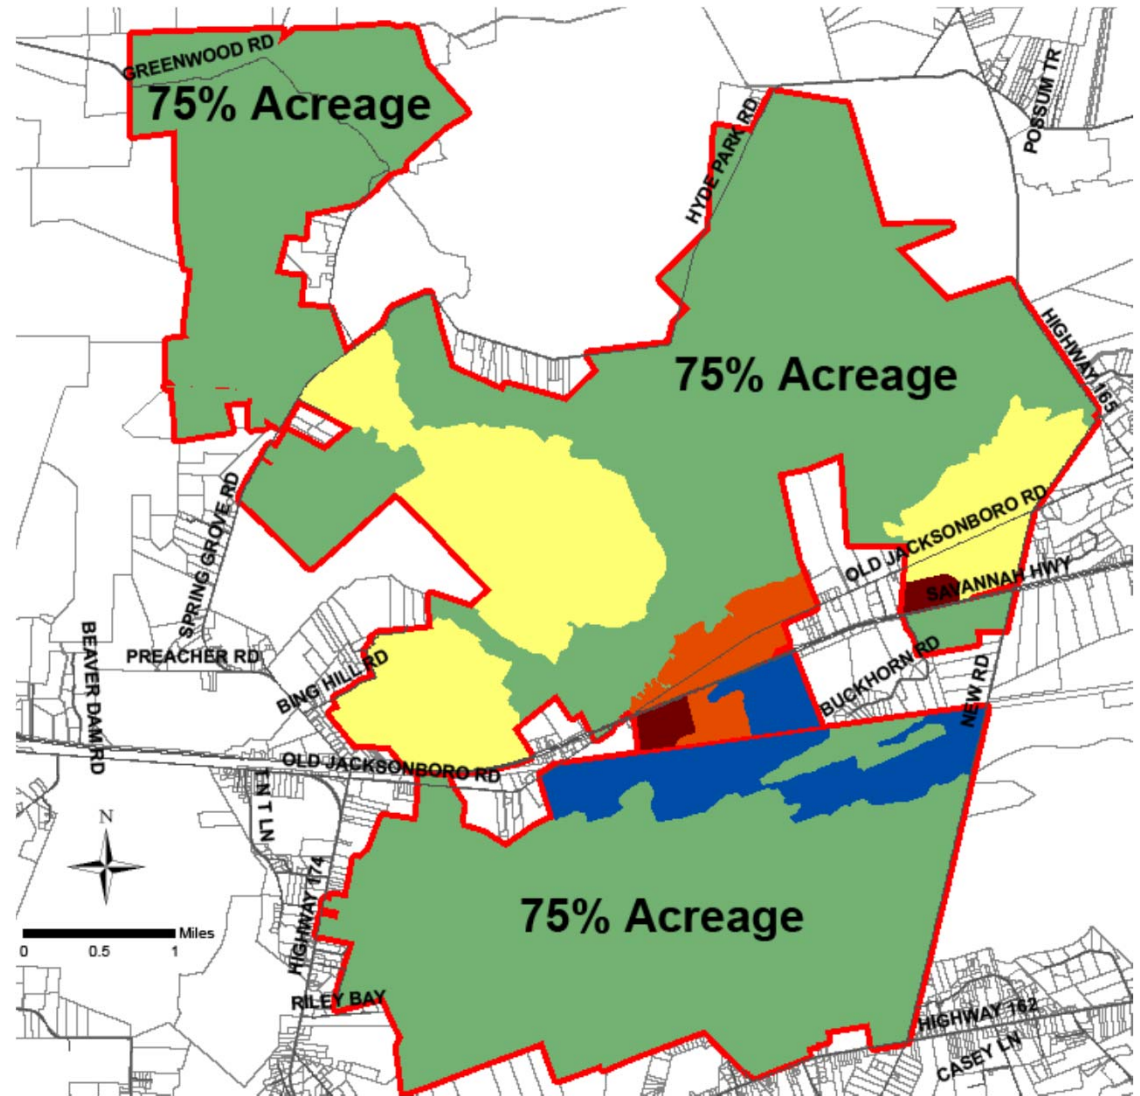 GREENWOOD RD
75% Acreage
POSSUM TR
HYDE PARK RD
HIGHWAY 165
75% Acreage
SPRING GROVE RD
OLD JACKSONBORO RD
SAVANNAH HWY
BEAVER DAM RD
PREACHER RD
BING HILL RD
BUCKHORN RD
NEW RD
OLD JACKSONBORO RD
T N T LN
N
HIGHWAY 174
75% Acreage
Miles
0 0.5 1
RILEY BAY
HIGHWAY 162
CASEY LN